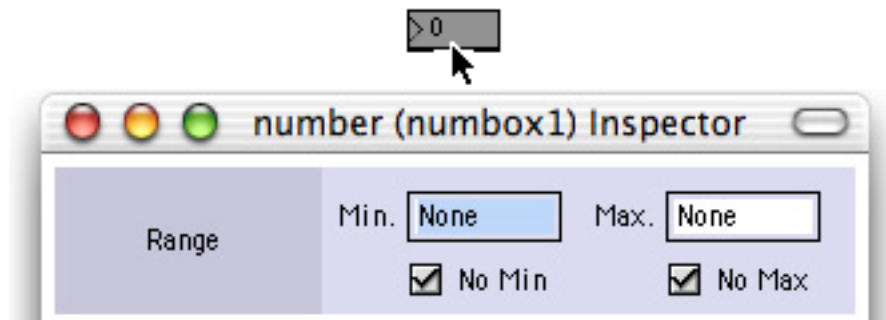 0
number (numbox1) Inspector
Range
Min. None Max. None
No Min No Max